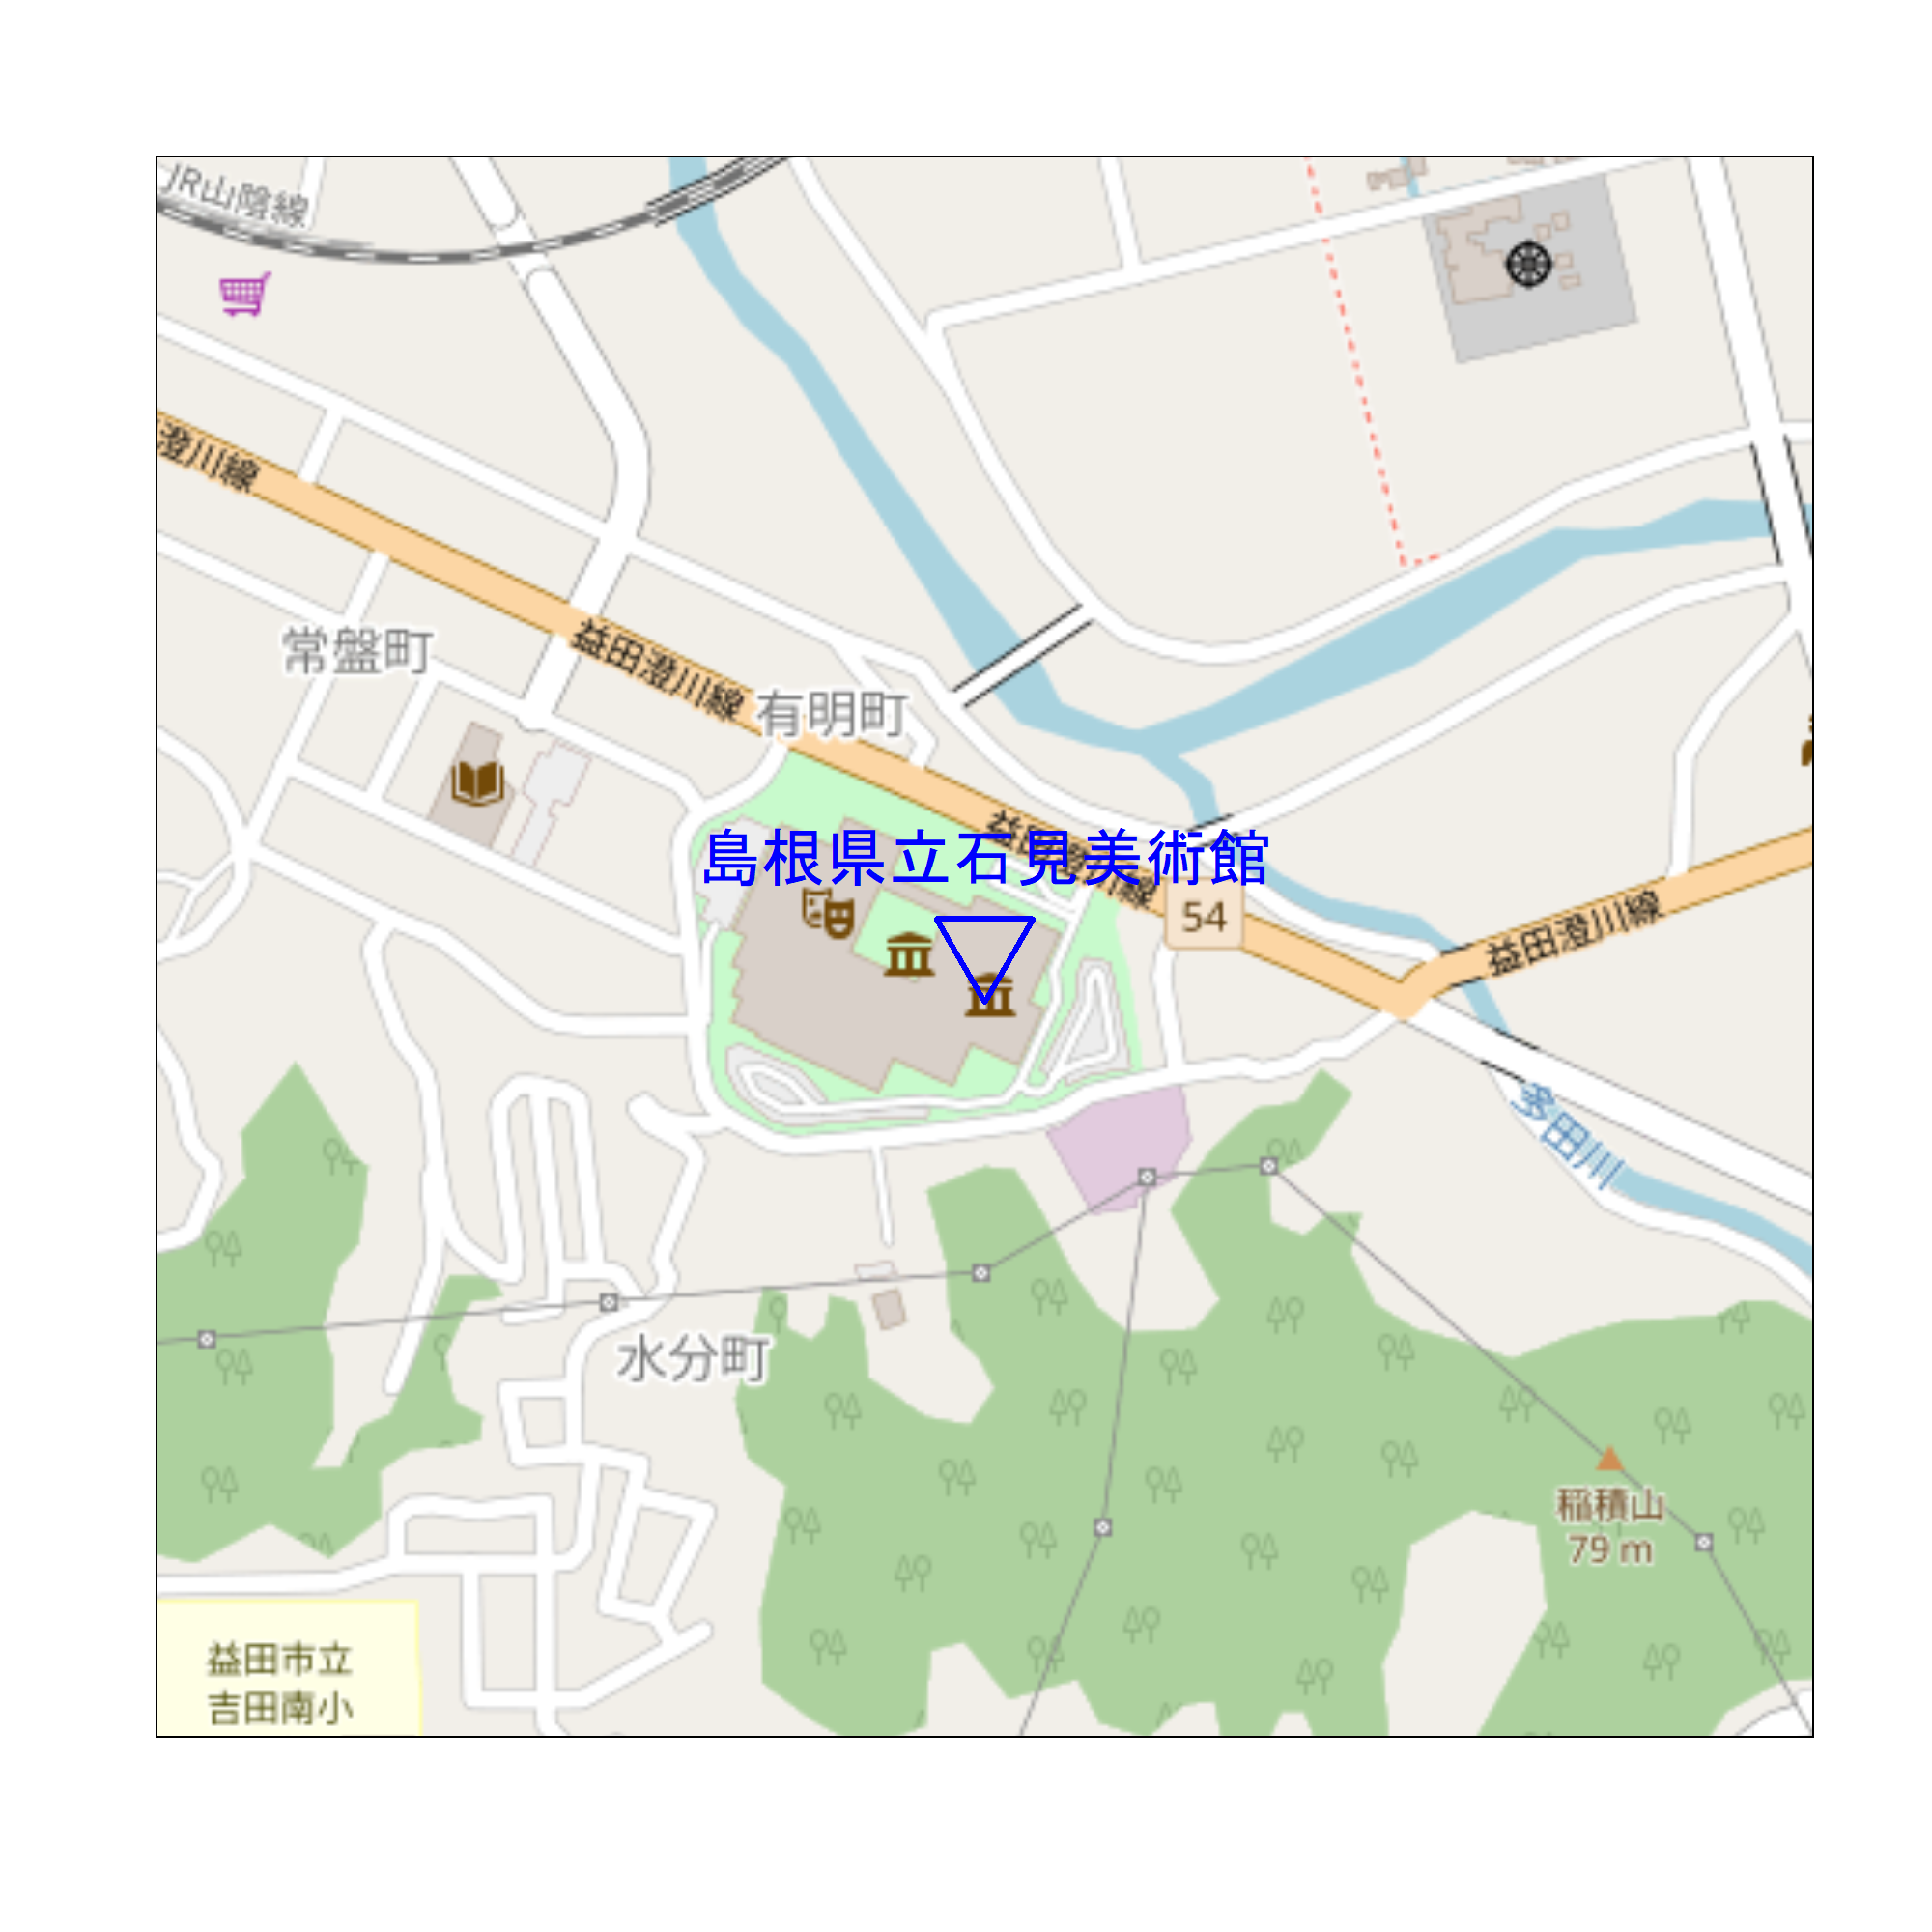 JR山陰線
澄川線
常盤町
益田澄川線
有明町
益田澄川線
島根県立石見美術館
54
益田澄川線
多田川
水分町
稲積山
79 m
益田市立
吉田南小